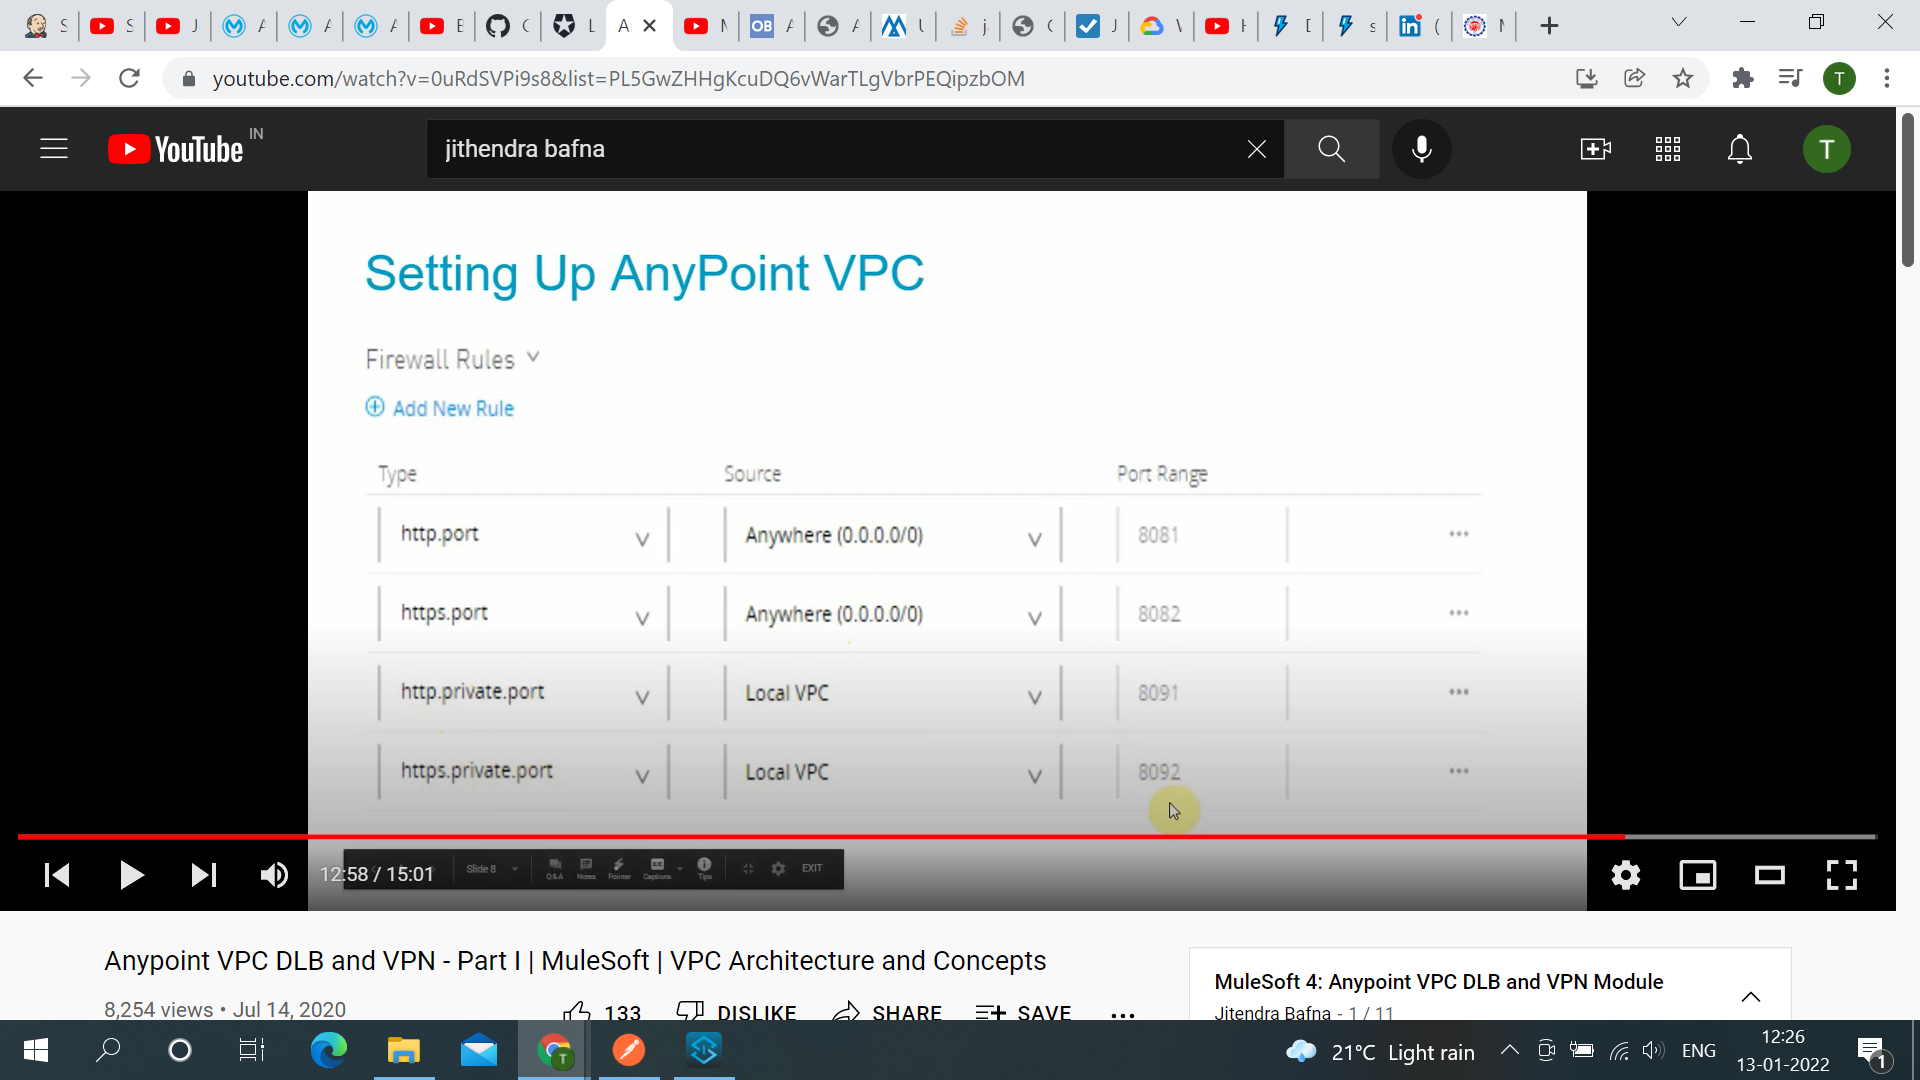 youtube.com/watch?v=0uRdSVPi9s8&list=PL5GwZHHgKcuDQ6vWarTLgVbrPEQipzbOM
T
YouTube IN
jithendra bafna
T
Setting Up AnyPoint VPC
Firewall Rules
Add New Rule
Type Source Port Range
http.port Anywhere (0.0.0.0/0) 8081
https.port Anywhere (0.0.0.0/0) 8082
http.private.port Local VPC 8091
https.private.port Local VPC 8092
12:58 / 15:01
Slide 8 Q&A Notes Pointer Captions Tips EXIT
Anypoint VPC DLB and VPN - Part I | MuleSoft | VPC Architecture and Concepts
8,254 views • Jul 14, 2020
133 DISLIKE SHARE SAVE
MuleSoft 4: Anypoint VPC DLB and VPN Module
Jitendra Bafna - 1 / 11
21°C Light rain
ENG
12:26
13-01-2022
1